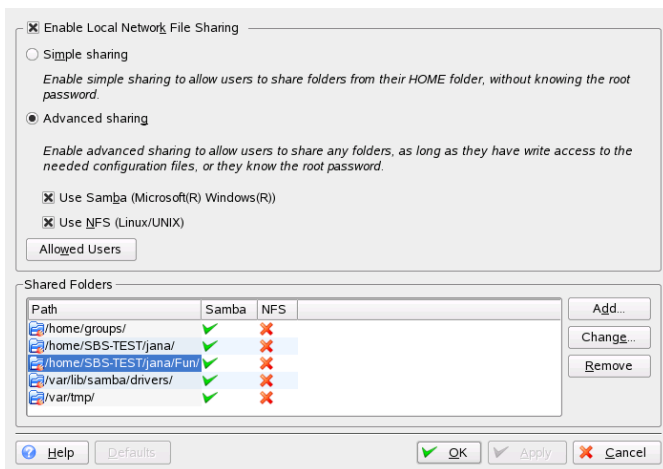 Enable Local Network File Sharing
Simple sharing
Enable simple sharing to allow users to share folders from their HOME folder, without knowing the root
password.
Advanced sharing
Enable advanced sharing to allow users to share any folders, as long as they have write access to the
needed configuration files, or they know the root password.
Use Samba (Microsoft(R) Windows(R))
Use NFS (Linux/UNIX)
Allowed Users
Shared Folders
Path Samba NFS
/home/groups/
/home/SBS-TEST/jana/
/home/SBS-TEST/jana/Fun/
/var/lib/samba/drivers/
/var/tmp/
Add...
Change...
Remove
Help Defaults OK Apply Cancel